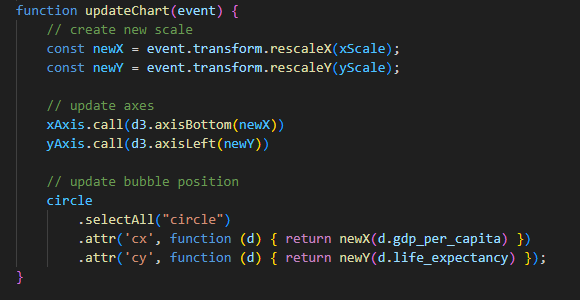 function updateChart(event) {
    // create new scale
    const newX = event.transform.rescaleX(xScale);
    const newY = event.transform.rescaleY(yScale);

    // update axes
    xAxis.call(d3.axisBottom(newX))
    yAxis.call(d3.axisLeft(newY))

    // update bubble position
    circle
        .selectAll("circle")
        .attr('cx', function (d) { return newX(d.gdp_per_capita) })
        .attr('cy', function (d) { return newY(d.life_expectancy) });
}